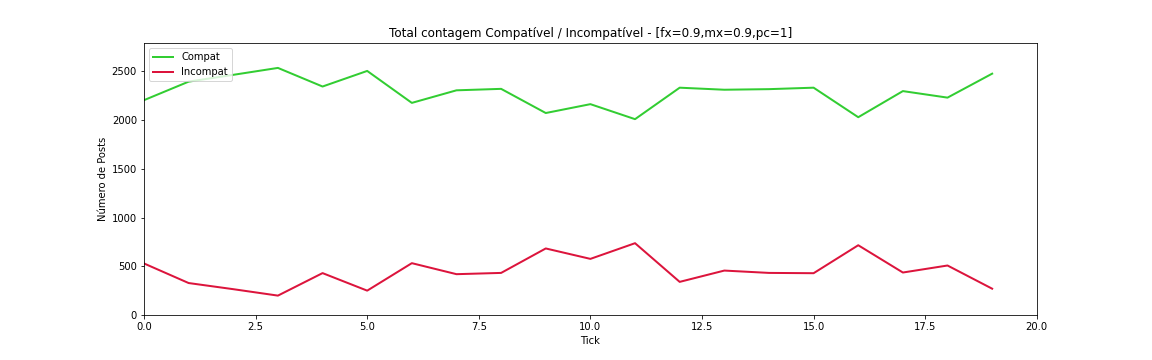 Total contagem Compatível / Incompatível - [fx=0.9,mx=0.9,pc=1]
Compat
Incompat
2500
2000
1500
1000
500
0
Número de Posts
0.0 2.5 5.0 7.5 10.0 12.5 15.0 17.5 20.0
Tick